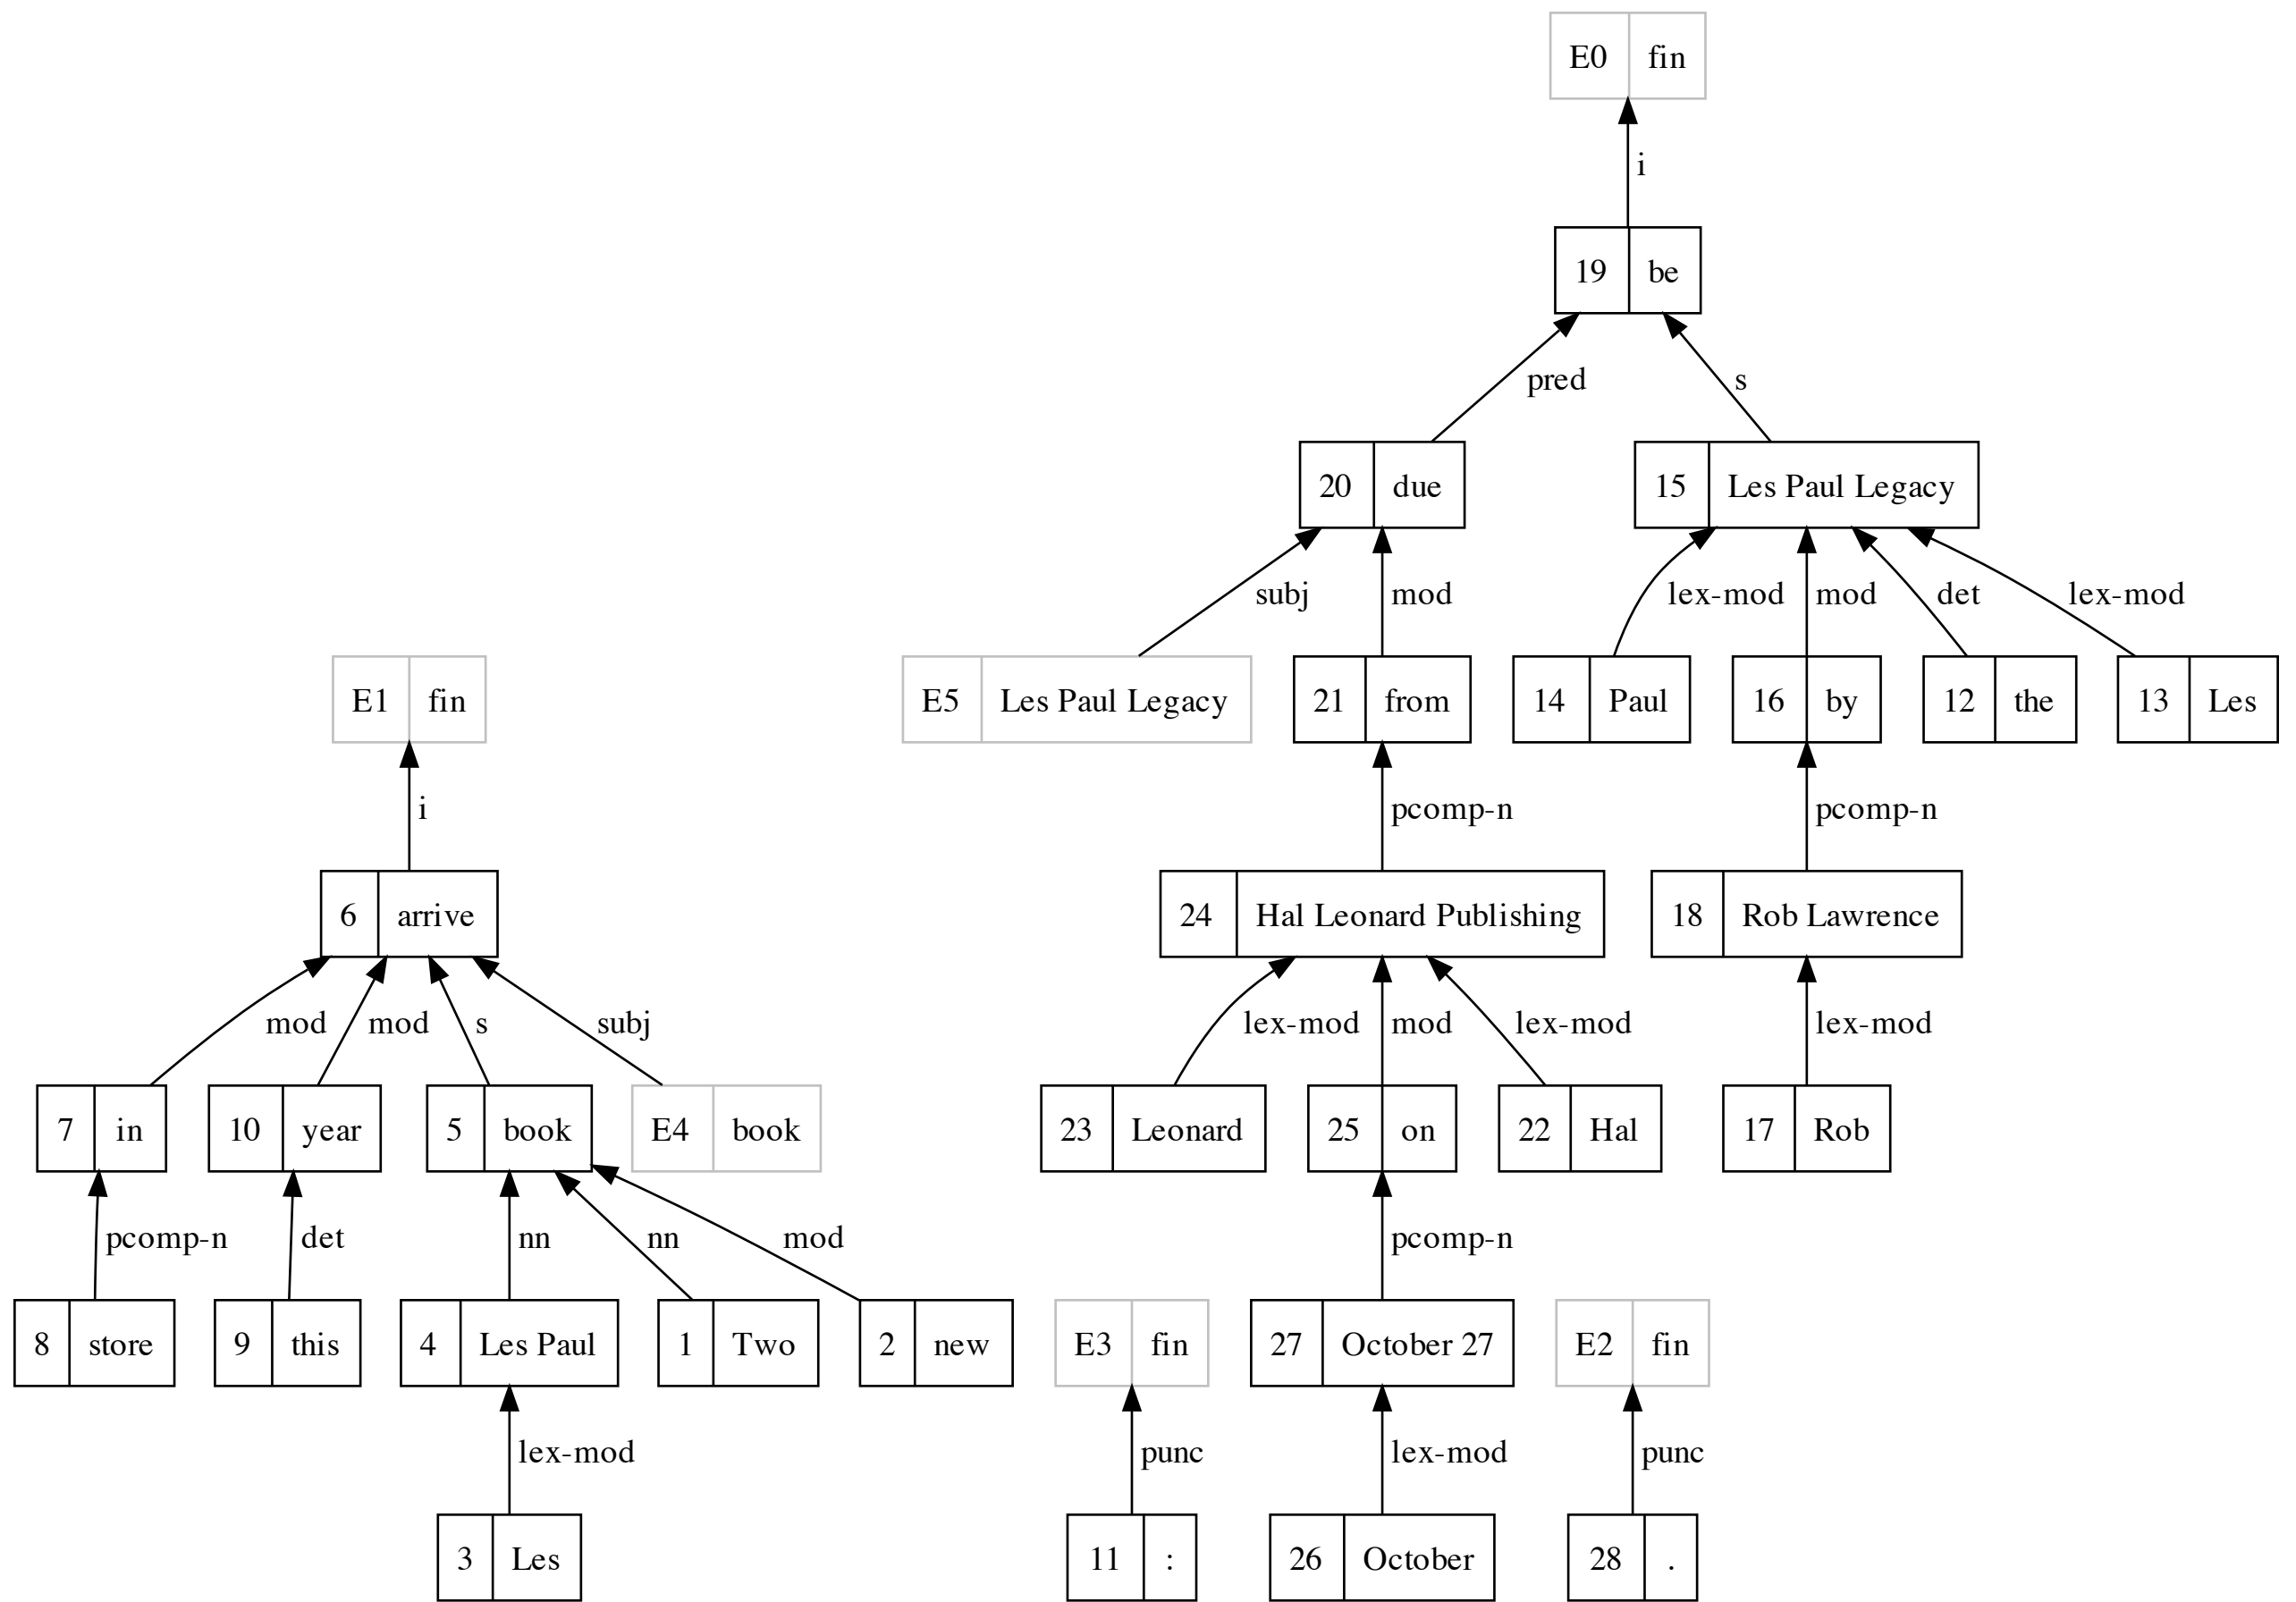 E0 fin
i
19 be
pred s
20 due 15 Les Paul Legacy
subj mod lex-mod mod det lex-mod
E1 fin E5 Les Paul Legacy 21 from 14 Paul 16 by 12 the 13 Les
i pcomp-n pcomp-n
6 arrive 24 Hal Leonard Publishing 18 Rob Lawrence
mod mod s subj lex-mod mod lex-mod lex-mod
7 in 10 year 5 book E4 book 23 Leonard 25 on 22 Hal 17 Rob
pcomp-n det nn nn mod pcomp-n
8 store 9 this 4 Les Paul 1 Two 2 new E3 fin 27 October 27 E2 fin
lex-mod punc lex-mod punc
3 Les 11 : 26 October 28 .